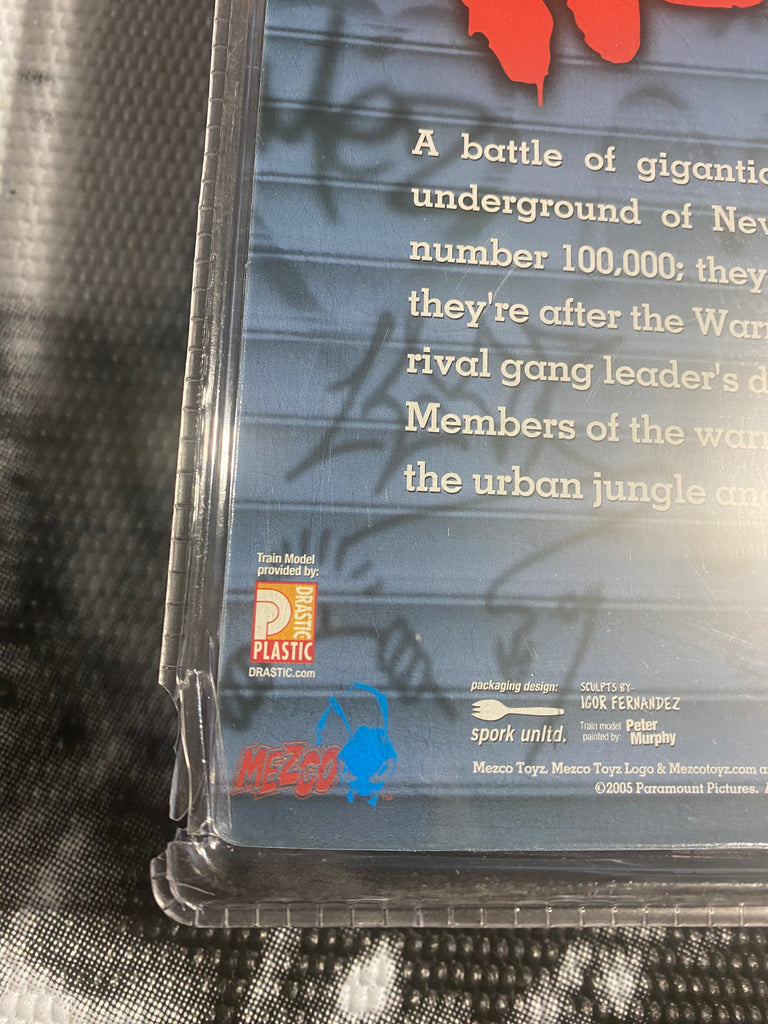 A battle of gigantic
underground of New
number 100,000; they
they're after the Warr
rival gang leader's d
Members of the warr
the urban jungle and
Train Model
provided by:
DRASTIC
PLASTIC
DRASTIC.com
MEZCO
packaging design:
spork unltd.
SCULPTS BY-
IGOR FERNANDEZ
Train model
painted by:
Peter
Murphy
Mezco Toyz, Mezco Toyz Logo & Mezcotoyz.com a
©2005 Paramount Pictures.